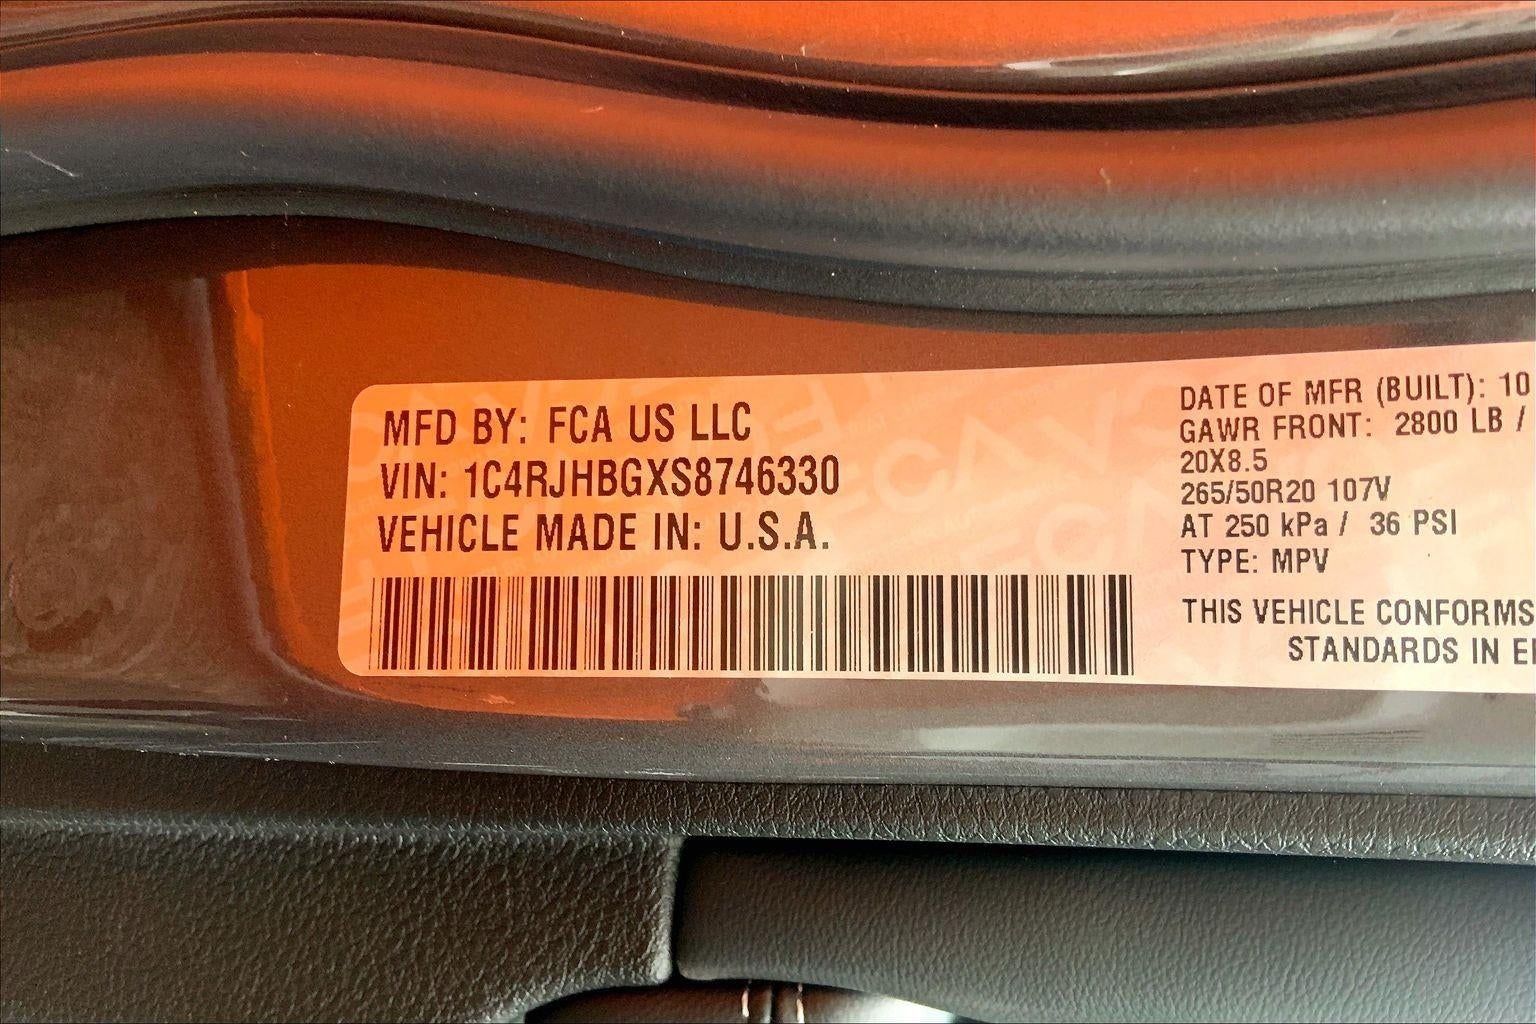 MFD BY: FCA US LLC
VIN: 1C4RJHBGXS8746330
VEHICLE MADE IN: U.S.A.
DATE OF MFR (BUILT): 10
GAWR FRONT: 2800 LB /
20X8.5
265/50R20 107V
AT 250 kPa / 36 PSI
TYPE: MPV
THIS VEHICLE CONFORMS
STANDARDS IN